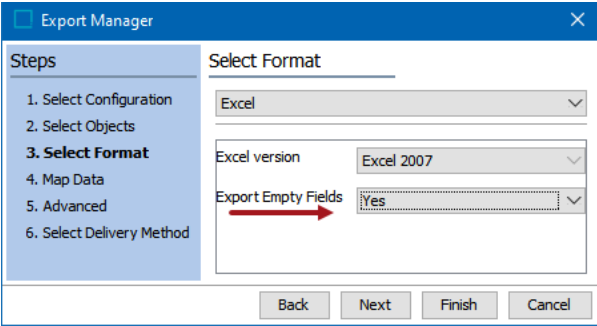 Export Manager
Steps
1. Select Configuration
2. Select Objects
3. Select Format
4. Map Data
5. Advanced
6. Select Delivery Method
Select Format
Excel
Excel version Excel 2007
Export Empty Fields Yes
Back Next Finish Cancel